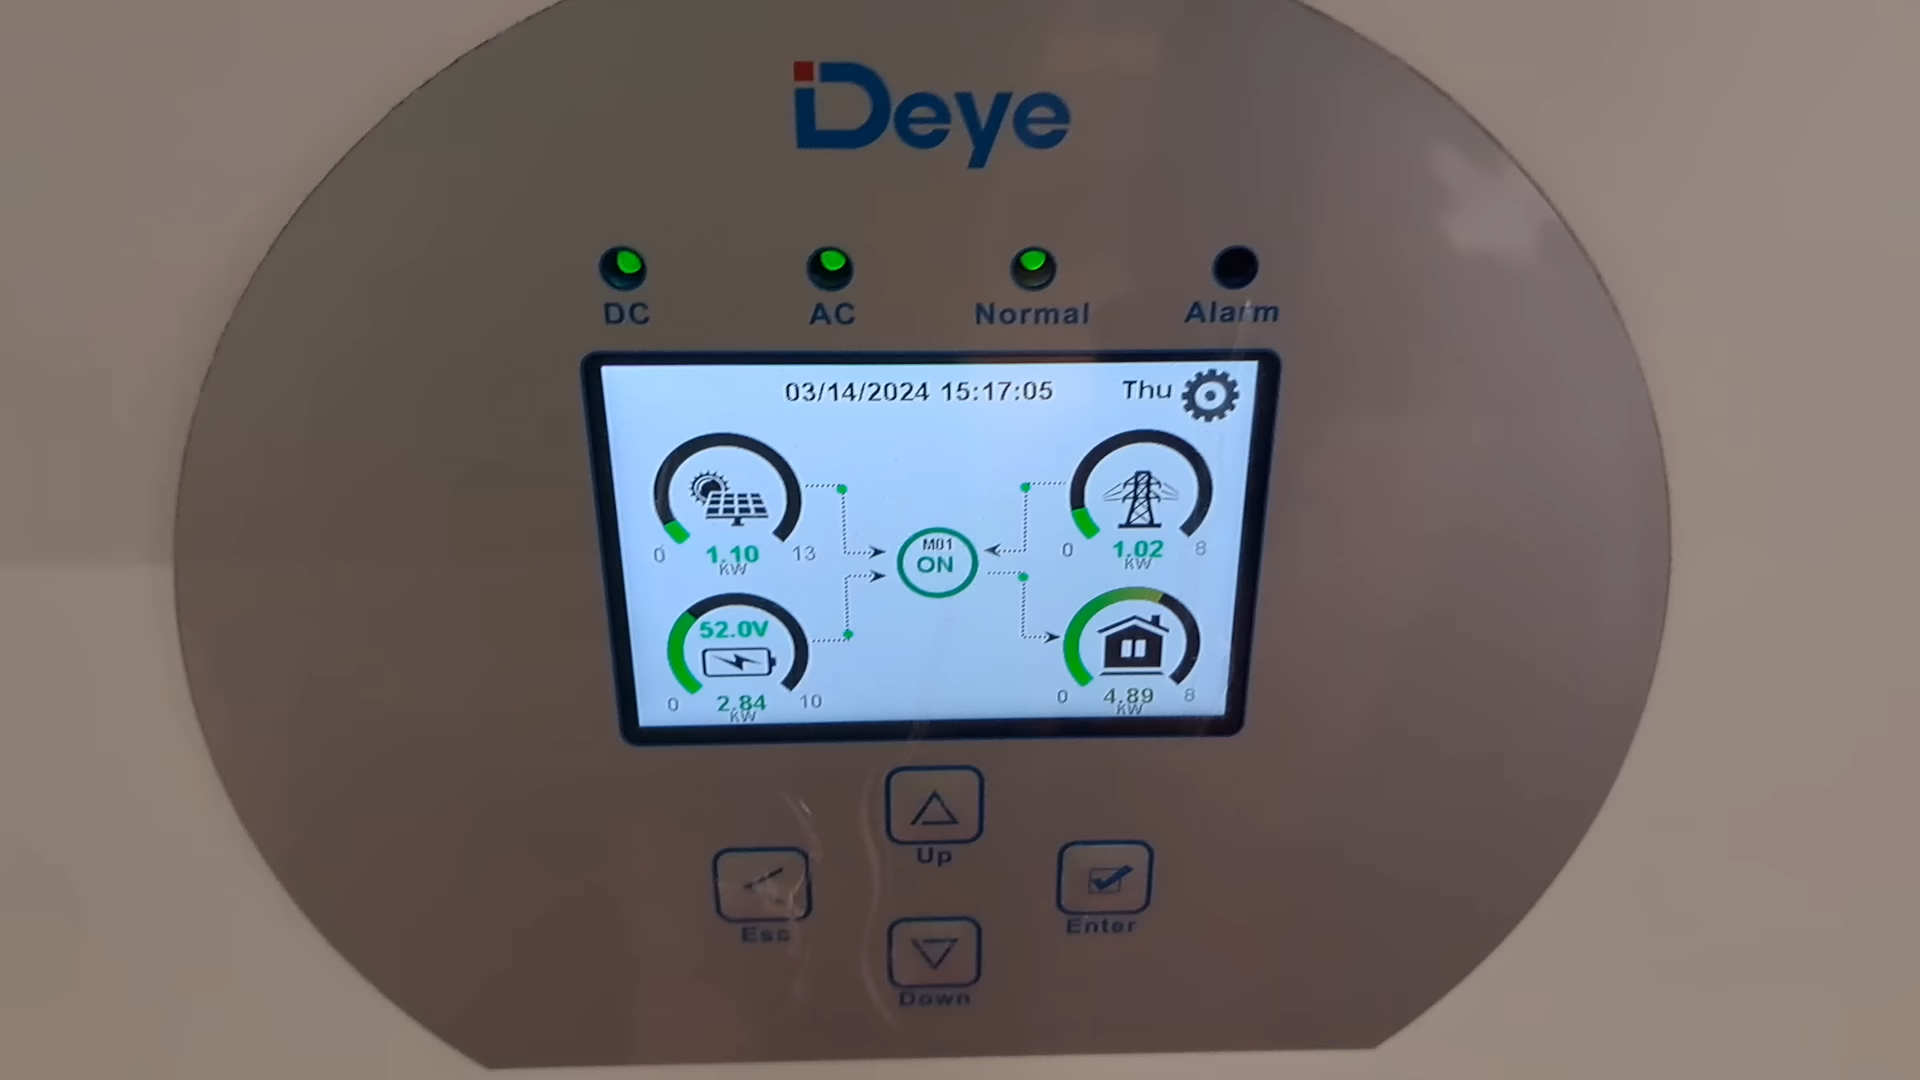 Deye
DC AC Normal Alarm
03/14/2024 15:17:05 Thu
0 1.10 13
kW
0 1.02 8
kW
M01
ON
52.0V
0 2.84 10
kW
0 4.89 8
kW
Up
Esc
Enter
Down